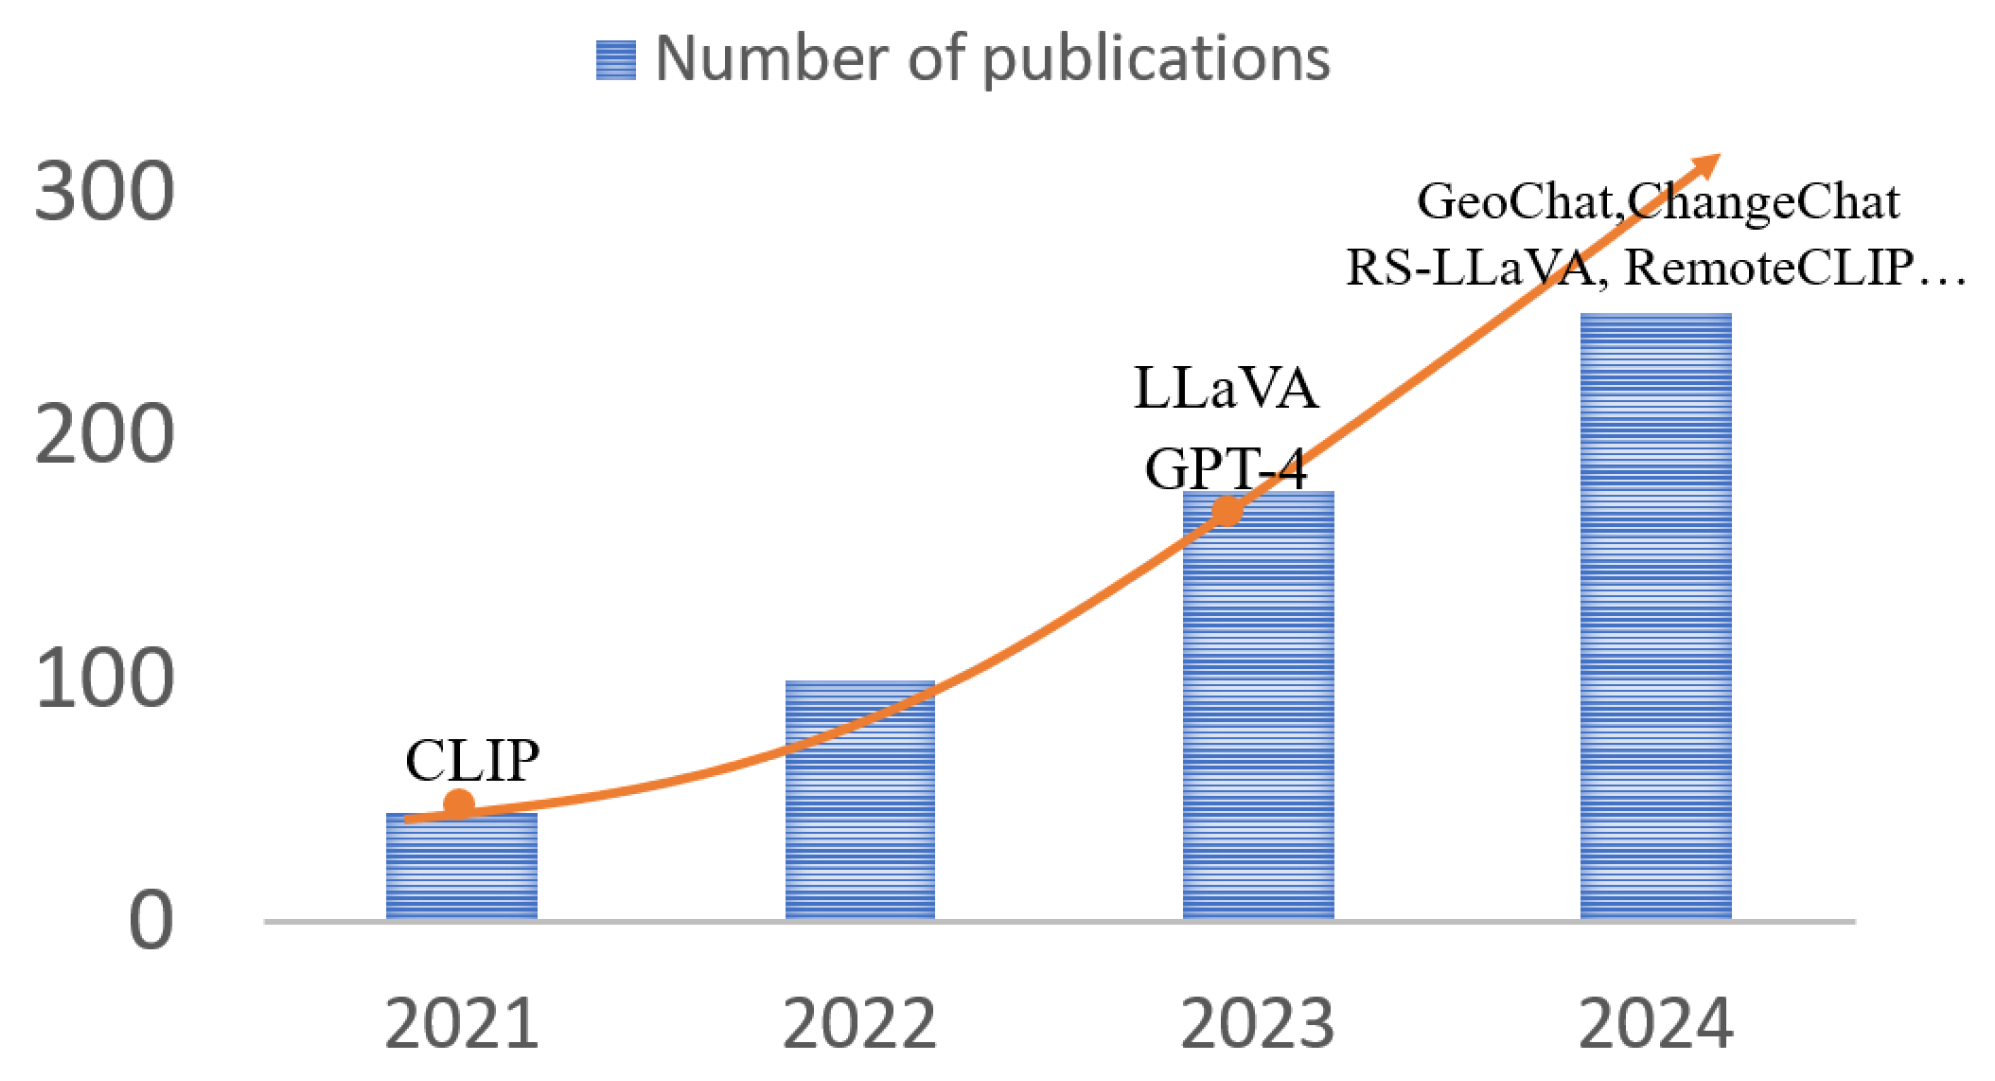 Number of publications
300
GeoChat,ChangeChat
RS-LLaVA, RemoteCLIP…
LLaVA
200
GPT-4
100
CLIP
0
2021 2022 2023 2024